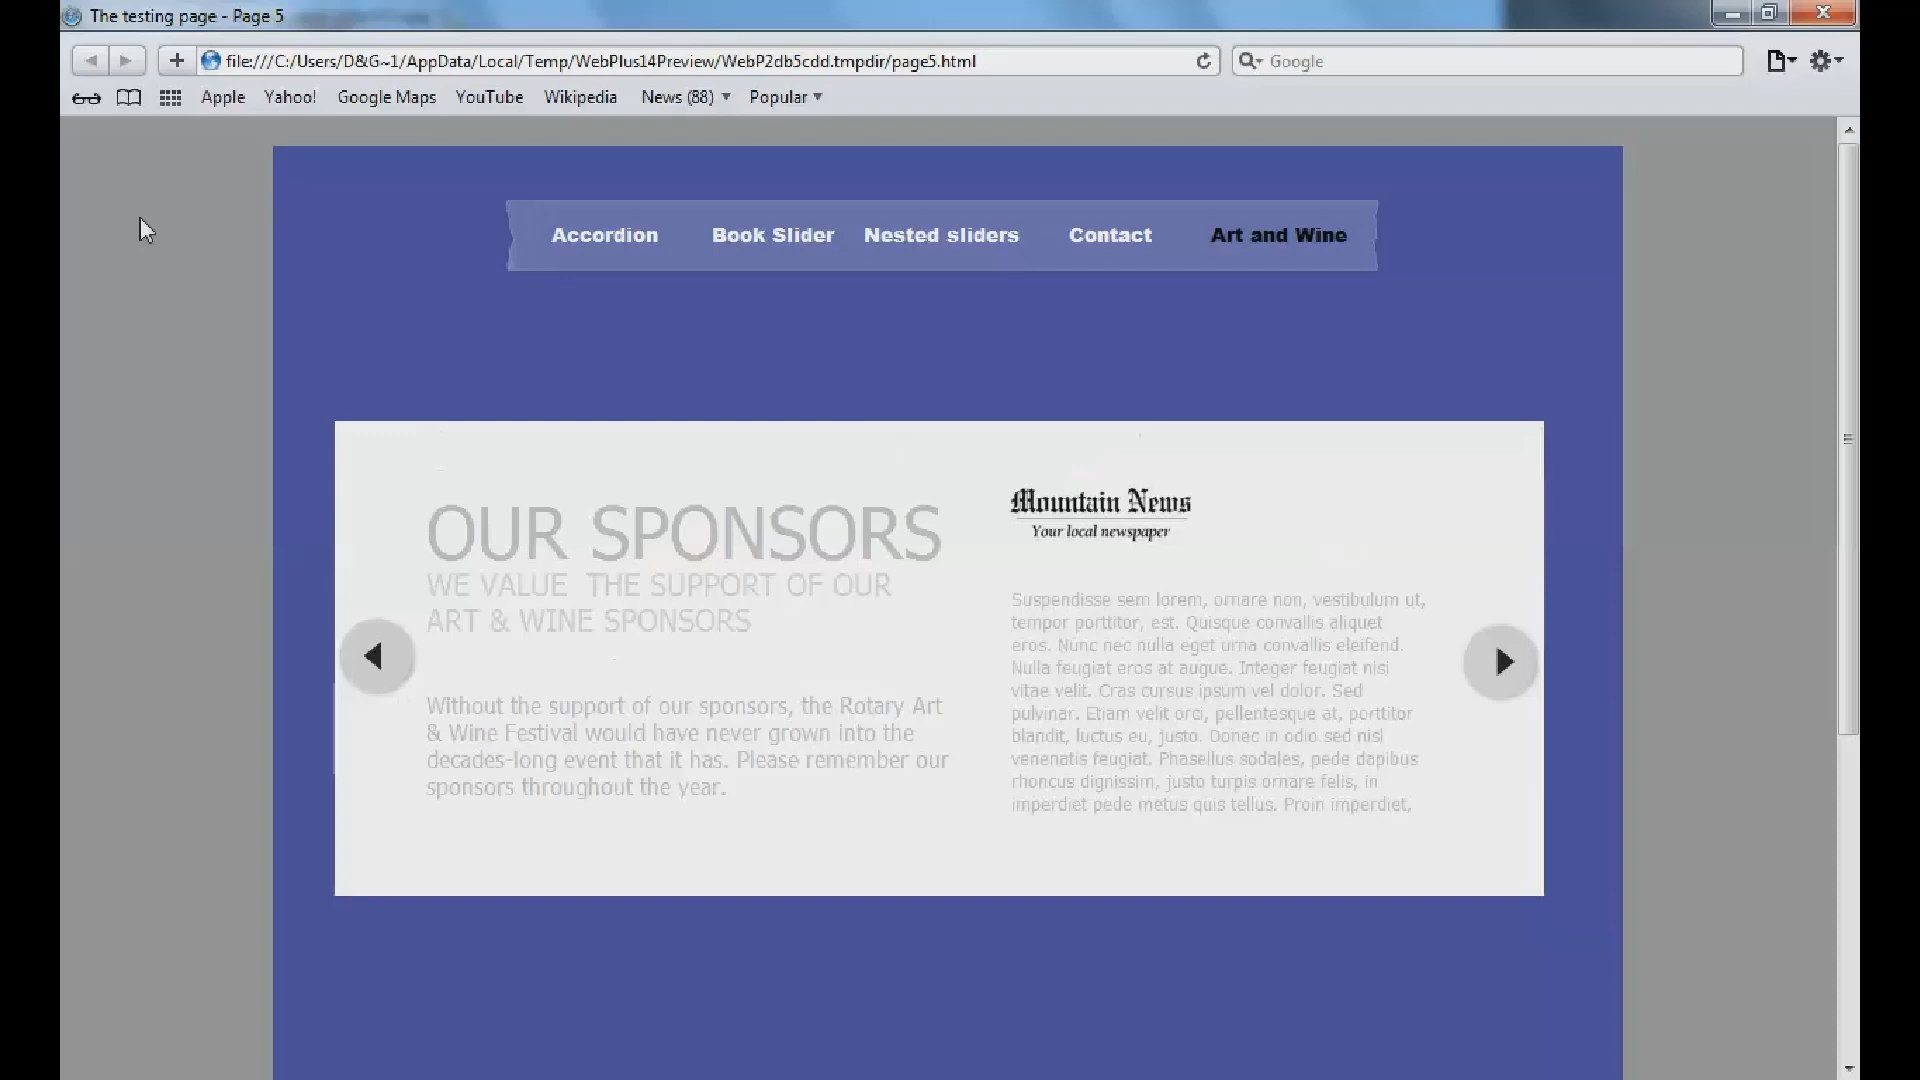 The testing page - Page 5
file:///C:/Users/D&G~1/AppData/Local/Temp/WebPlus14Preview/WebP2db5cdd.tmpdir/page5.html
Google
Apple Yahoo! Google Maps YouTube Wikipedia News (88) Popular
Accordion Book Slider Nested sliders Contact Art and Wine
OUR SPONSORS
WE VALUE THE SUPPORT OF OUR
ART & WINE SPONSORS
Without the support of our sponsors, the Rotary Art
& Wine Festival would have never grown into the
decades-long event that it has. Please remember our
sponsors throughout the year.
Mountain News
Your local newspaper
Suspendisse sem lorem, ornare non, vestibulum ut,
tempor porttitor, est. Quisque convallis aliquet
eros. Nunc nec nulla eget urna convallis eleifend.
Nulla feugiat eros at augue. Integer feugiat nisi
vitae velit. Cras cursus ipsum vel dolor. Sed
pulvinar. Etiam velit orci, pellentesque at, porttitor
blandit, luctus eu, justo. Donec in odio sed nisl
venenatis feugiat. Phasellus sodales, pede dapibus
rhoncus dignissim, justo turpis ornare felis, in
imperdiet pede metus quis tellus. Proin imperdiet,